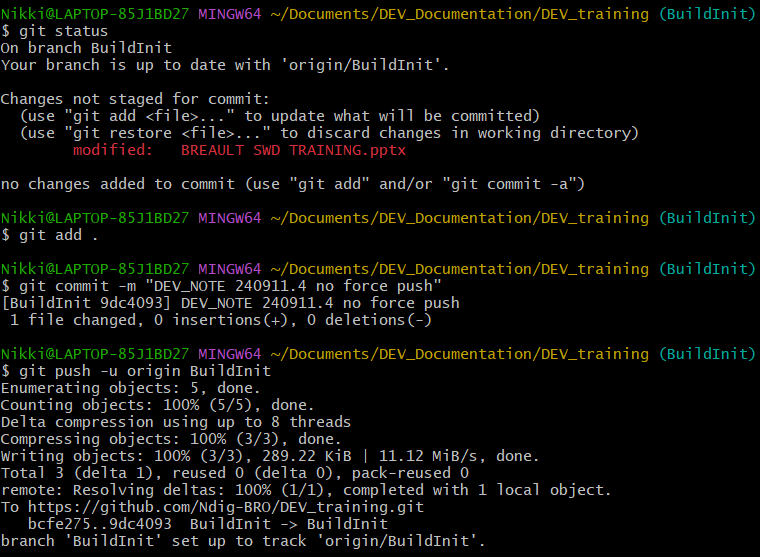 Nikki@LAPTOP-85J1BD27 MINGW64 ~/Documents/DEV_Documentation/DEV_training (BuildInit)
$ git status
On branch BuildInit
Your branch is up to date with 'origin/BuildInit'.
Changes not staged for commit:
  (use "git add <file>..." to update what will be committed)
  (use "git restore <file>..." to discard changes in working directory)
        modified:   BREAULT SWD TRAINING.pptx
no changes added to commit (use "git add" and/or "git commit -a")
Nikki@LAPTOP-85J1BD27 MINGW64 ~/Documents/DEV_Documentation/DEV_training (BuildInit)
$ git add .
Nikki@LAPTOP-85J1BD27 MINGW64 ~/Documents/DEV_Documentation/DEV_training (BuildInit)
$ git commit -m "DEV_NOTE 240911.4 no force push"
[BuildInit 9dc4093] DEV_NOTE 240911.4 no force push
 1 file changed, 0 insertions(+), 0 deletions(-)
Nikki@LAPTOP-85J1BD27 MINGW64 ~/Documents/DEV_Documentation/DEV_training (BuildInit)
$ git push -u origin BuildInit
Enumerating objects: 5, done.
Counting objects: 100% (5/5), done.
Delta compression using up to 8 threads
Compressing objects: 100% (3/3), done.
Writing objects: 100% (3/3), 289.22 KiB | 11.12 MiB/s, done.
Total 3 (delta 1), reused 0 (delta 0), pack-reused 0
remote: Resolving deltas: 100% (1/1), completed with 1 local object.
To https://github.com/Ndig-BRO/DEV_training.git
   bcfe275..9dc4093  BuildInit -> BuildInit
branch 'BuildInit' set up to track 'origin/BuildInit'.